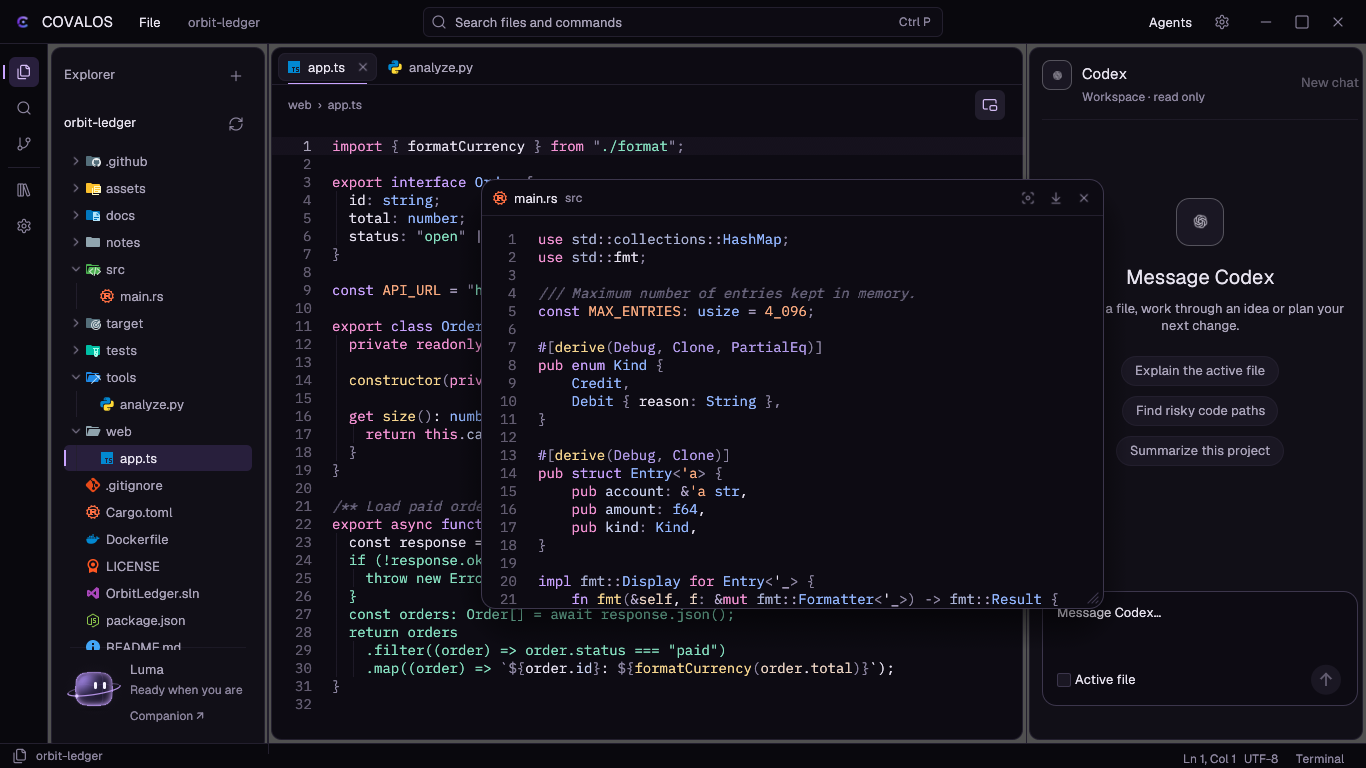 COVALOS File orbit-ledger Search files and commands Ctrl P Agents
Explorer
orbit-ledger
.github
assets
docs
notes
src
main.rs
target
tests
tools
analyze.py
web
app.ts
.gitignore
Cargo.toml
Dockerfile
LICENSE
OrbitLedger.sln
package.json
README.md
Luma
Ready when you are
Companion ↗
app.ts
analyze.py
web › app.ts
1 import { formatCurrency } from "./format";
2
3 export interface Or
4 id: string;
5 total: number;
6 status: "open" |
7 }
8
9 const API_URL = "h
10
11 export class Order
12 private readonly
13
14 constructor(priv
15
16 get size(): numb
17 return this.ca
18 }
19 }
20
21 /** Load paid orde
22 export async funct
23 const response =
24 if (!response.ok
25 throw new Erro
26 }
27 const orders: Order[] = await response.json();
28 return orders
29 .filter((order) => order.status === "paid")
30 .map((order) => `${order.id}: ${formatCurrency(order.total)}`);
31 }
32
main.rs src
1 use std::collections::HashMap;
2 use std::fmt;
3
4 /// Maximum number of entries kept in memory.
5 const MAX_ENTRIES: usize = 4_096;
6
7 #[derive(Debug, Clone, PartialEq)]
8 pub enum Kind {
9 Credit,
10 Debit { reason: String },
11 }
12
13 #[derive(Debug, Clone)]
14 pub struct Entry<'a> {
15 pub account: &'a str,
16 pub amount: f64,
17 pub kind: Kind,
18 }
19
20 impl fmt::Display for Entry<'_> {
21 fn fmt(&self, f: &mut fmt::Formatter<'_>) -> fmt::Result {
Codex
Workspace · read only
New chat
Message Codex
a file, work through an idea or plan your
next change.
Explain the active file
Find risky code paths
Summarize this project
Message Codex…
Active file
orbit-ledger
Ln 1, Col 1 UTF-8 Terminal